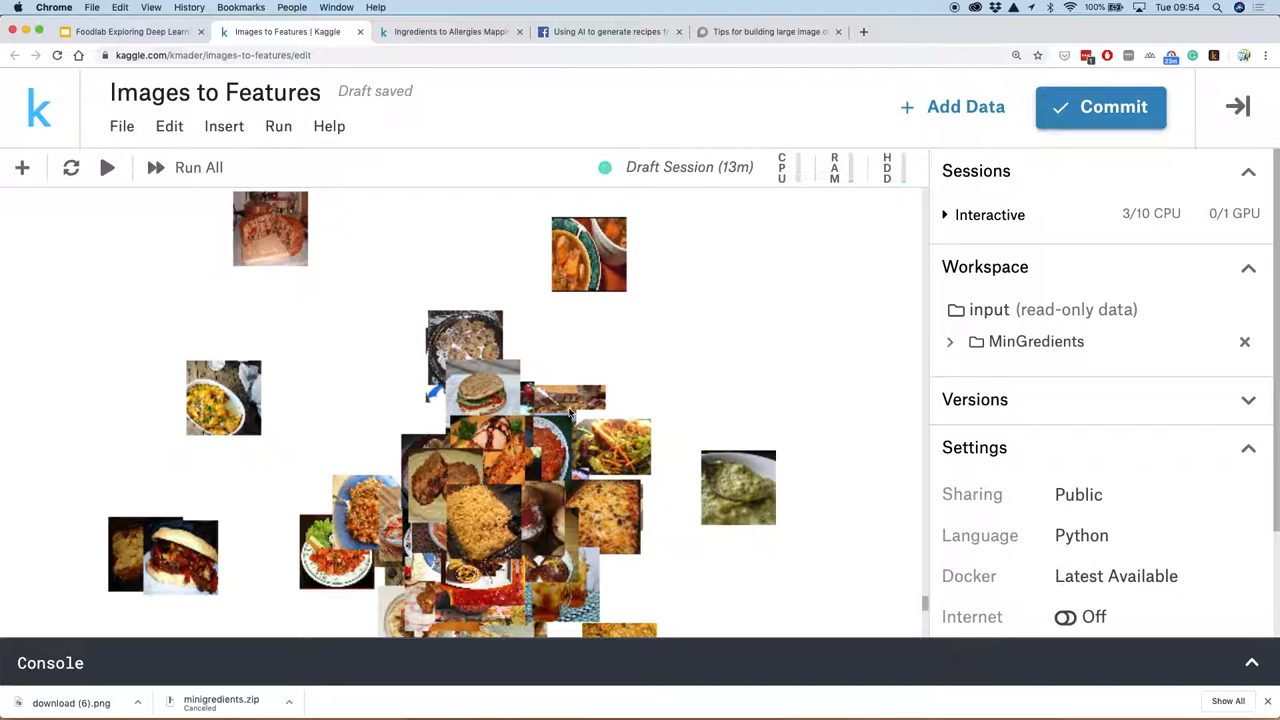 Chrome File Edit View History Bookmarks People Window Help 100% Tue 09:54
Foodlab Exploring Deep Learni
Images to Features | Kaggle
Ingredients to Allergies Mappi
Using AI to generate recipes f
Tips for building large image
kaggle.com/kmader/images-to-features/edit
1
23m
k
Images to Features Draft saved
File Edit Insert Run Help
+ Add Data
Commit
Run All
Draft Session (13m)
CPU
RAM
HDD
Sessions
Interactive 3/10 CPU 0/1 GPU
Workspace
input (read-only data)
MinGredients
Versions
Settings
Sharing Public
Language Python
Docker Latest Available
Internet Off
Console
download (6).png
minigredients.zip
Canceled
Show All